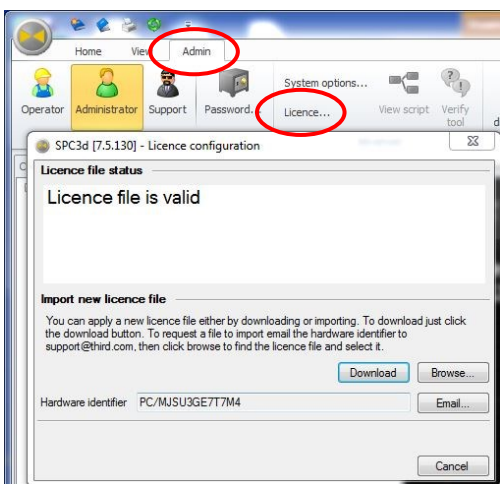 Home View Admin
System options...
Operator Administrator Support Password... Licence... View script Verify tool
SPC3d [7.5.130] - Licence configuration
Licence file status
Licence file is valid
Import new licence file
You can apply a new licence file either by downloading or importing. To download just click
the download button. To request a file to import email the hardware identifier to
support@third.com, then click browse to find the licence file and select it.
Download Browse...
Hardware identifier PC/MJSU3GE7T7M4 Email...
Cancel